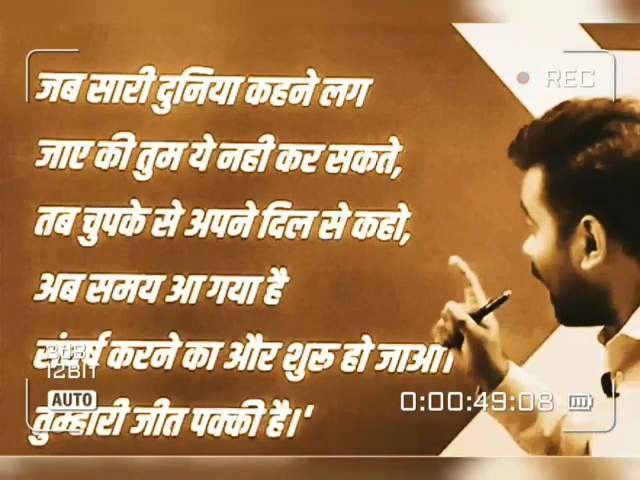 REC
जब सारी दुनिया कहने लग
जाए की तुम ये नही कर सकते,
तब चुपके से अपने दिल से कहो,
अब समय आ गया है
करने का और शुरू हो जाओ।
12BIT
AUTO
0:00:49:08
तुम्हारी जीत पक्की है।'